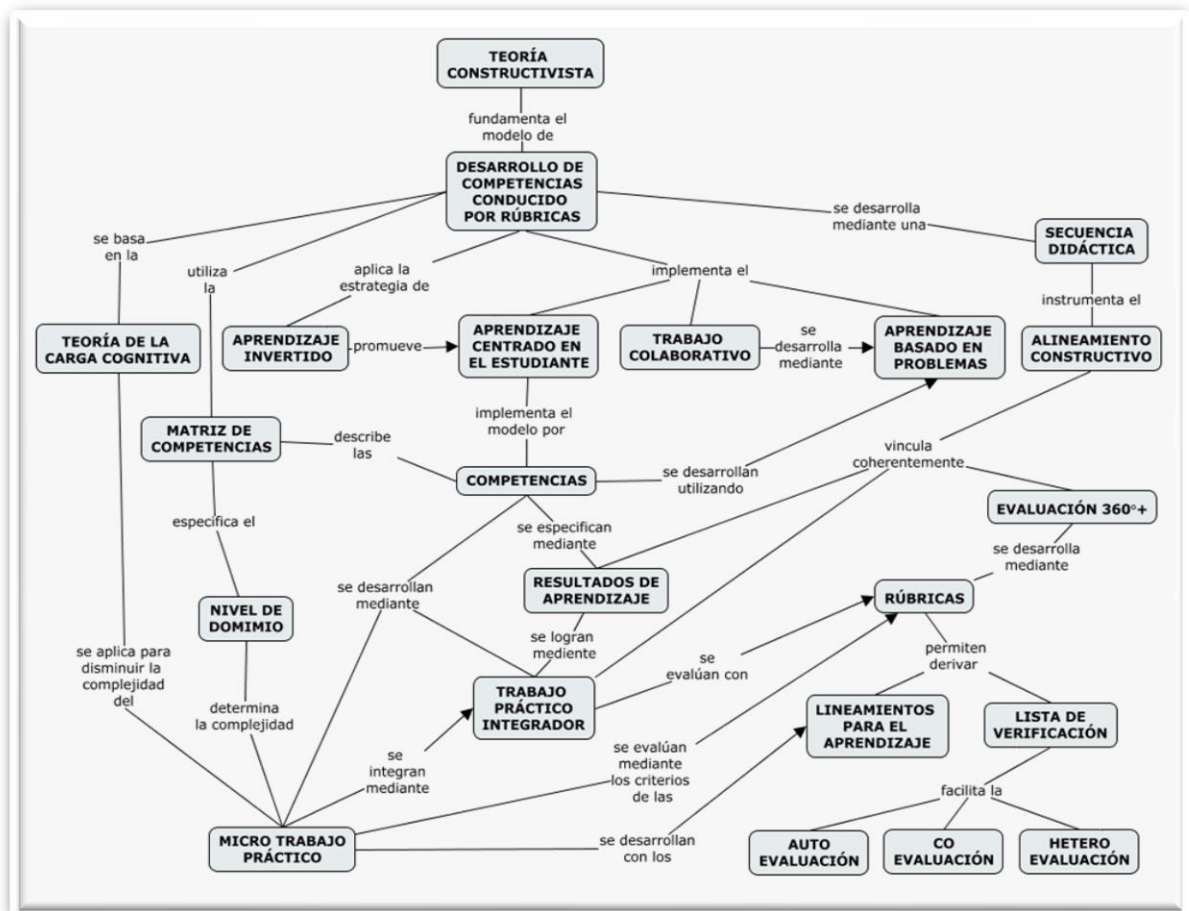 TEORÍA
CONSTRUCTIVISTA
fundamenta el
modelo de
DESARROLLO DE
COMPETENCIAS
CONDUCIDO
POR RÚBRICAS
se basa
en la
utiliza
la
aplica la
estrategia de
implementa el
se desarrolla
mediante una
SECUENCIA
DIDÁCTICA
instrumenta el
TEORÍA DE LA
CARGA COGNITIVA
APRENDIZAJE
INVERTIDO
promueve
APRENDIZAJE
CENTRADO EN
EL ESTUDIANTE
TRABAJO
COLABORATIVO
se
desarrolla
mediante
APRENDIZAJE
BASADO EN
PROBLEMAS
ALINEAMIENTO
CONSTRUCTIVO
implementa el
modelo por
MATRIZ DE
COMPETENCIAS
describe
las
COMPETENCIAS
se desarrollan
utilizando
vincula
coherentemente
EVALUACIÓN 360°+
especifica el
se especifican
mediante
se desarrolla
mediante
se desarrollan
mediante
RESULTADOS DE
APRENDIZAJE
RÚBRICAS
NIVEL DE
DOMIMIO
se logran
mediente
permiten
derivar
se aplica para
disminuir la
complejidad
del
se
evalúan con
determina
la complejidad
TRABAJO
PRÁCTICO
INTEGRADOR
LINEAMIENTOS
PARA EL
APRENDIZAJE
LISTA DE
VERIFICACIÓN
se
integran
mediante
se evalúan
mediante
los criterios
de las
facilita la
MICRO TRABAJO
PRÁCTICO
se desarrollan
con los
AUTO
EVALUACIÓN
CO
EVALUACIÓN
HETERO
EVALUACIÓN